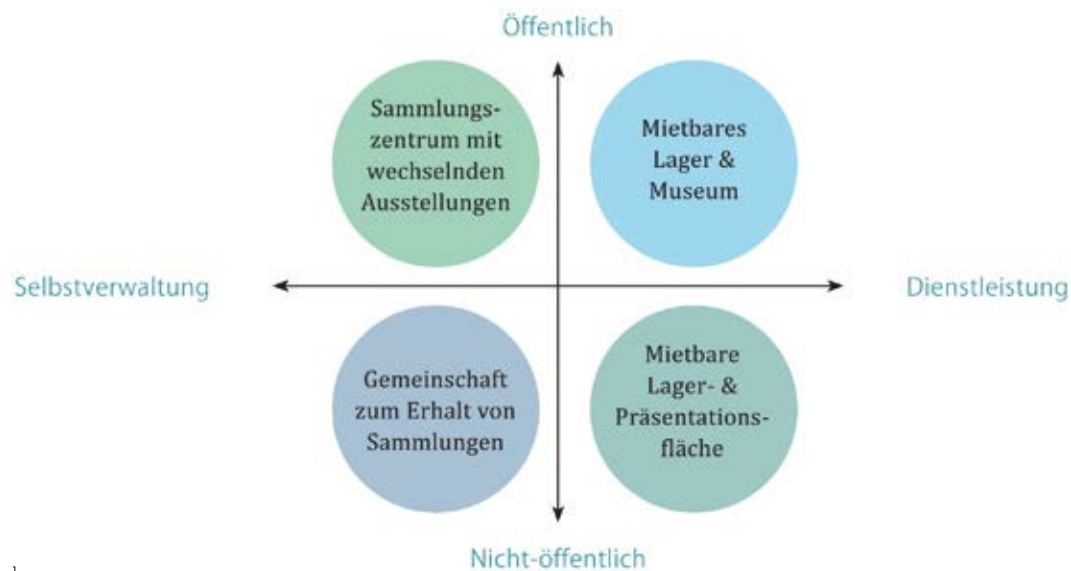 Öffentlich
Sammlungs-
zentrum mit
wechselnden
Ausstellungen
Mietbares
Lager &
Museum
Selbstverwaltung
Dienstleistung
Gemeinschaft
zum Erhalt von
Sammlungen
Mietbare
Lager- &
Präsentations-
fläche
Nicht-öffentlich
1